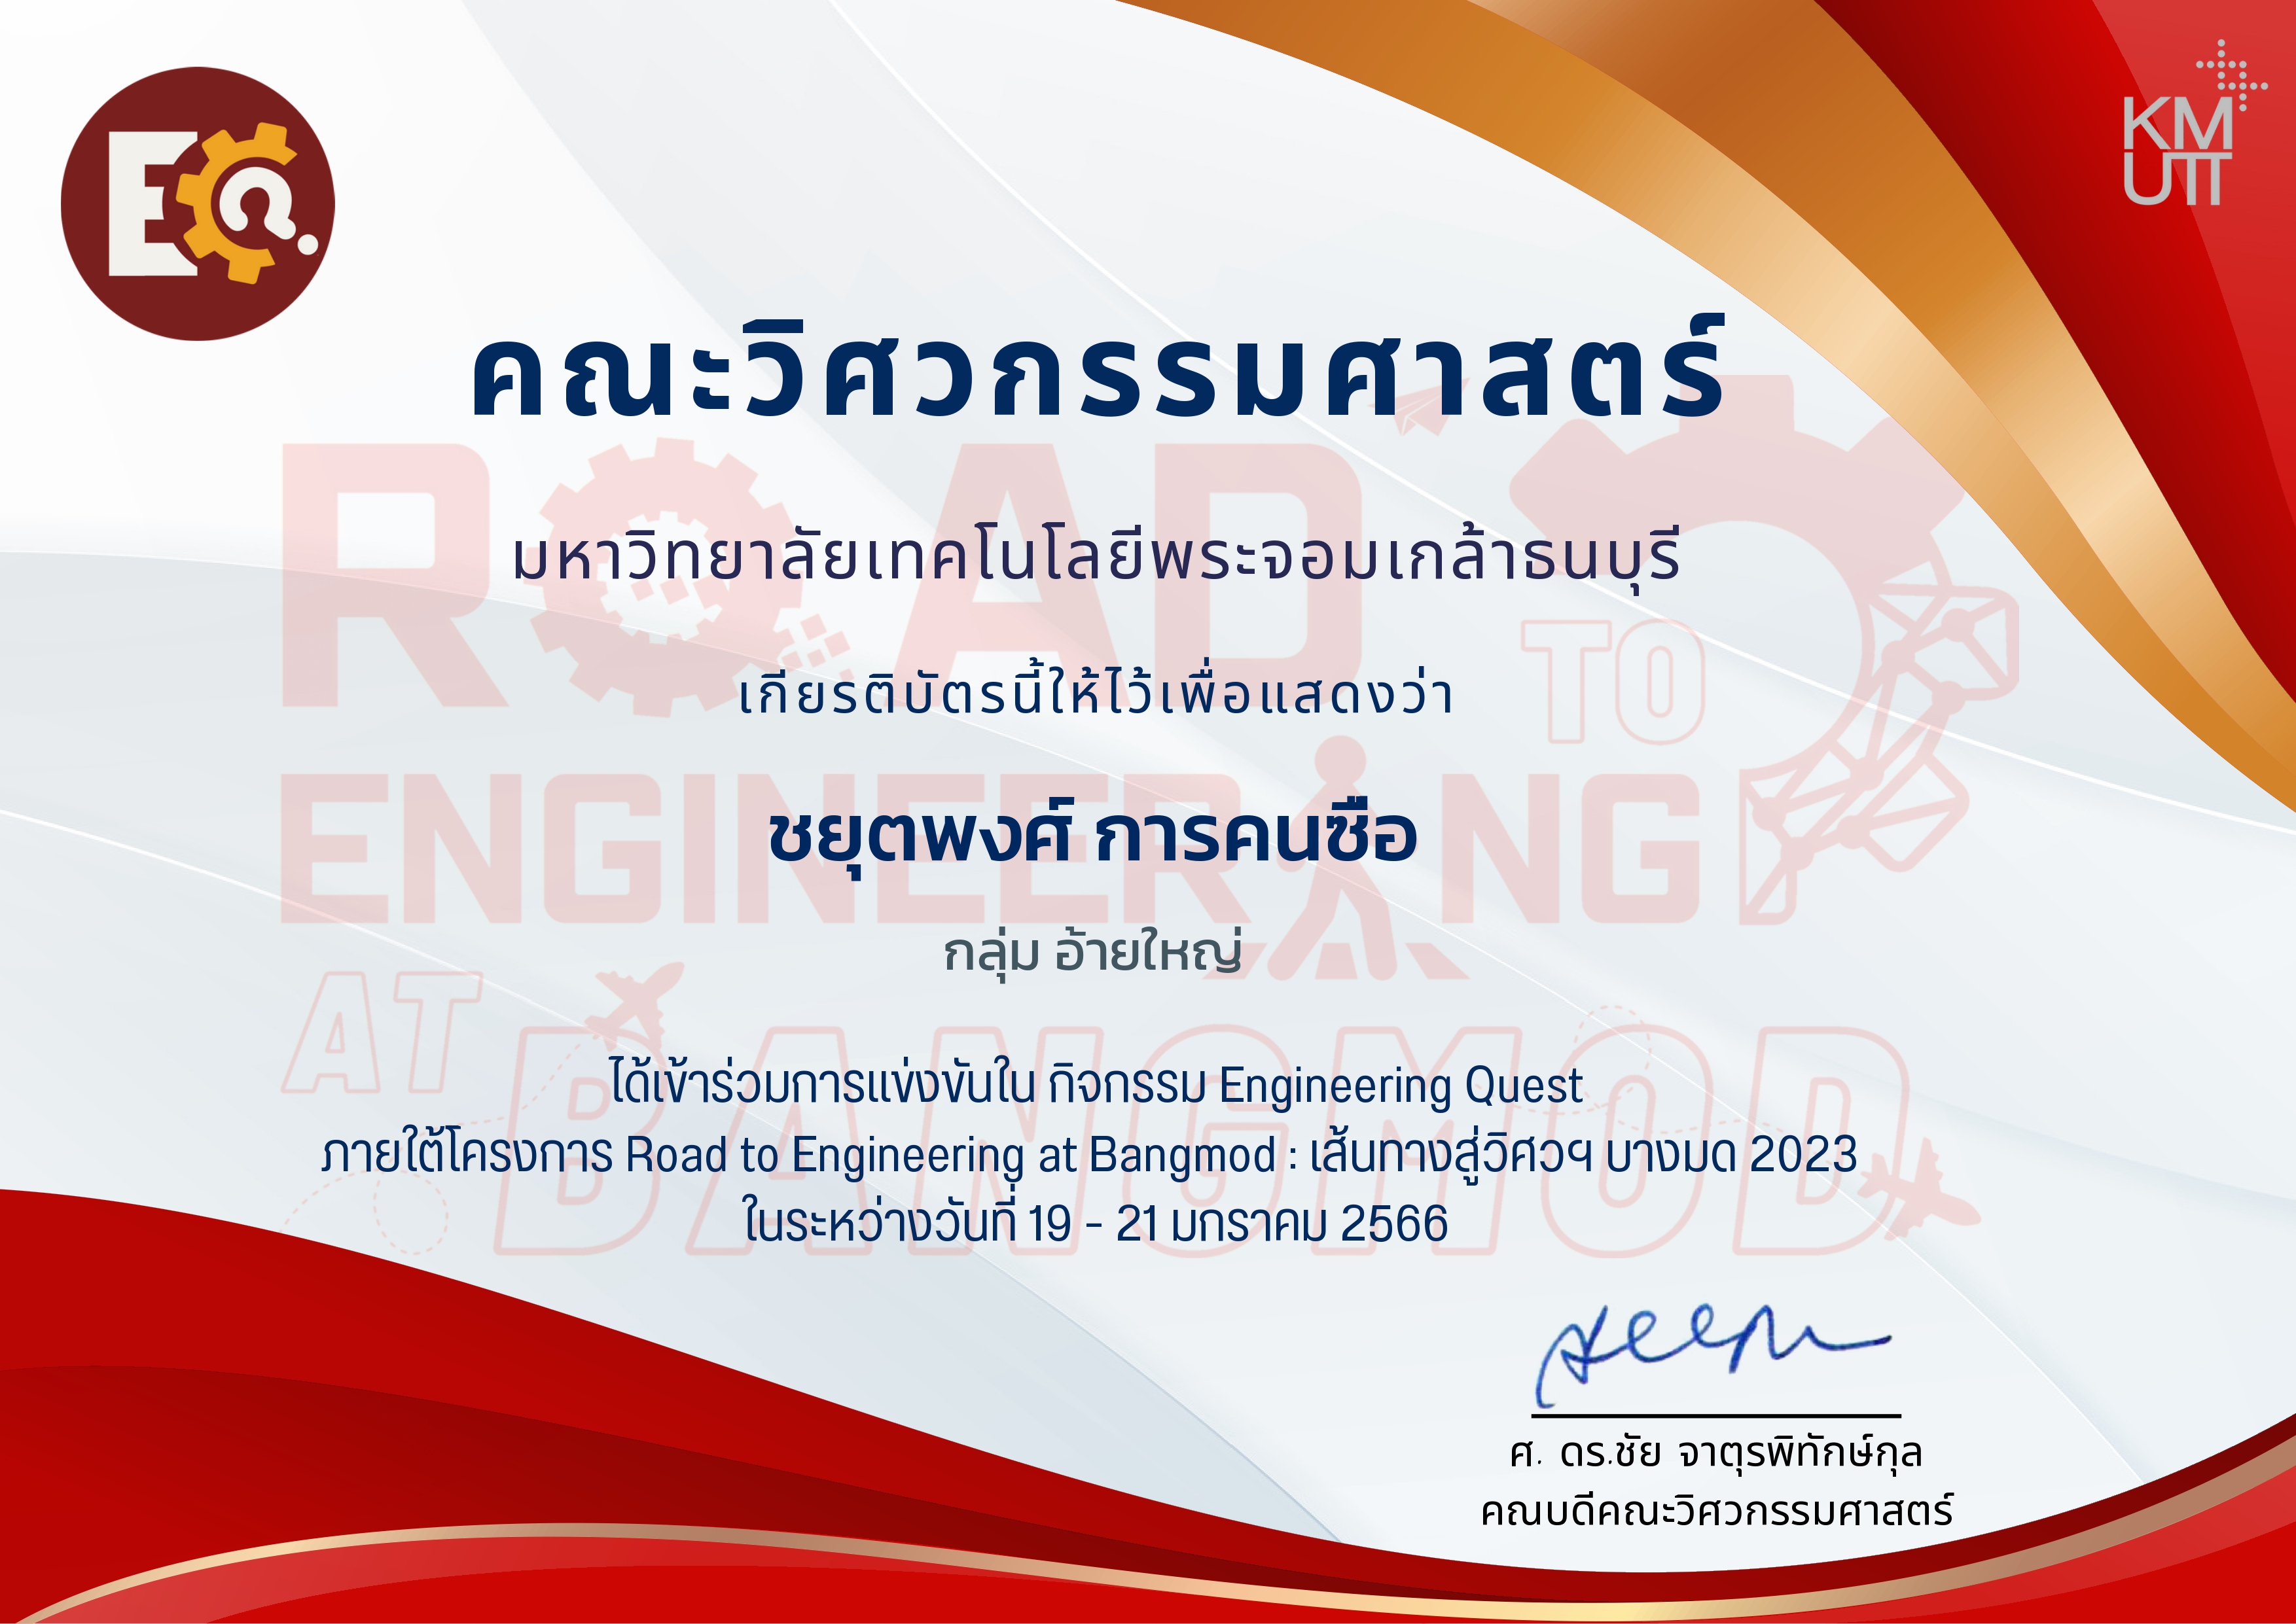 EQ.
KM
UTT
คณะวิศวกรรมศาสตร์
มหาวิทยาลัยเทคโนโลยีพระจอมเกล้าธนบุรี
เกียรติบัตรนี้ให้ไว้เพื่อแสดงว่า
ชยุตพงศ์ การคนซื่อ
กลุ่ม อ้ายใหญ่
ได้เข้าร่วมการแข่งขันใน กิจกรรม Engineering Quest
ภายใต้โครงการ Road to Engineering at Bangmod : เส้นทางสู่วิศวฯ บางมด 2023
ในระหว่างวันที่ 19 - 21 มกราคม 2566
ศ. ดร.ชัย จาตุรพิทักษ์กุล
คณบดีคณะวิศวกรรมศาสตร์
ROAD TO
ENGINEERING
AT BANGMOD